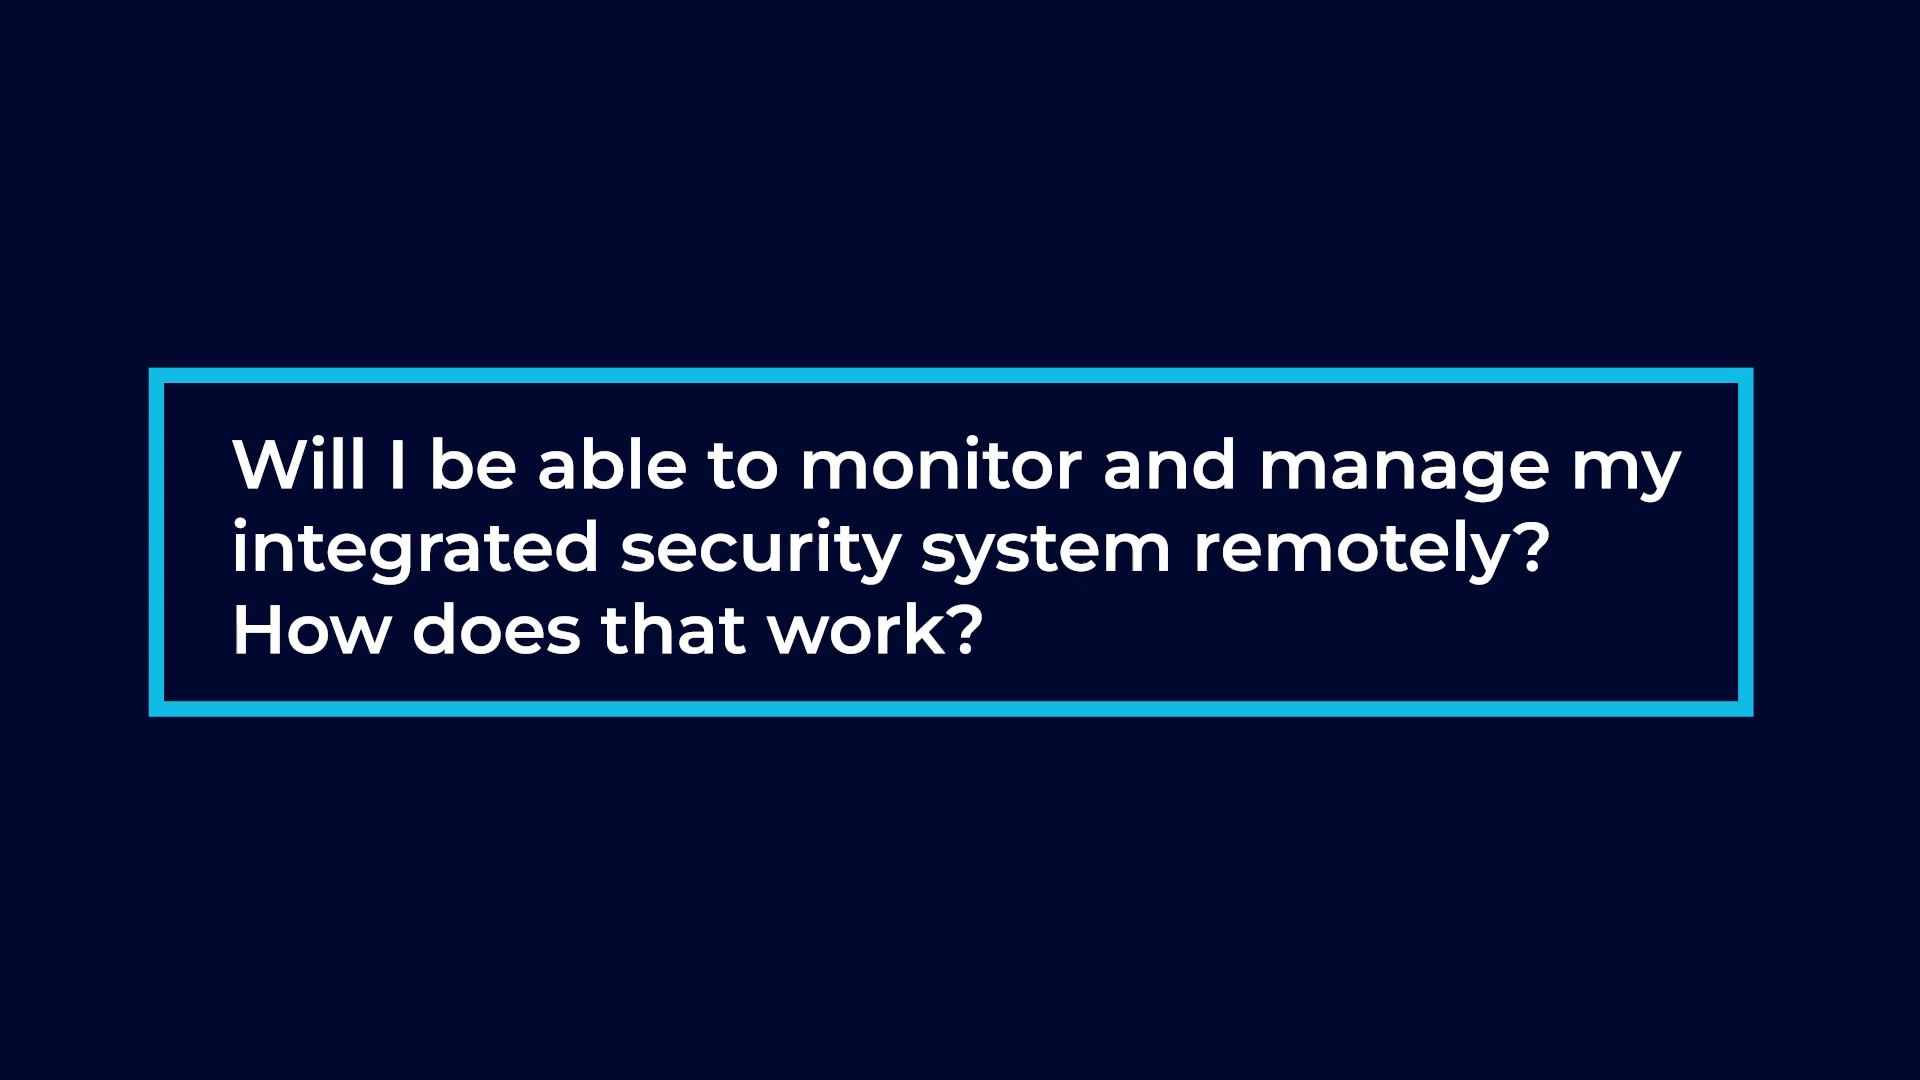 Will I be able to monitor and manage my
integrated security system remotely?
How does that work?